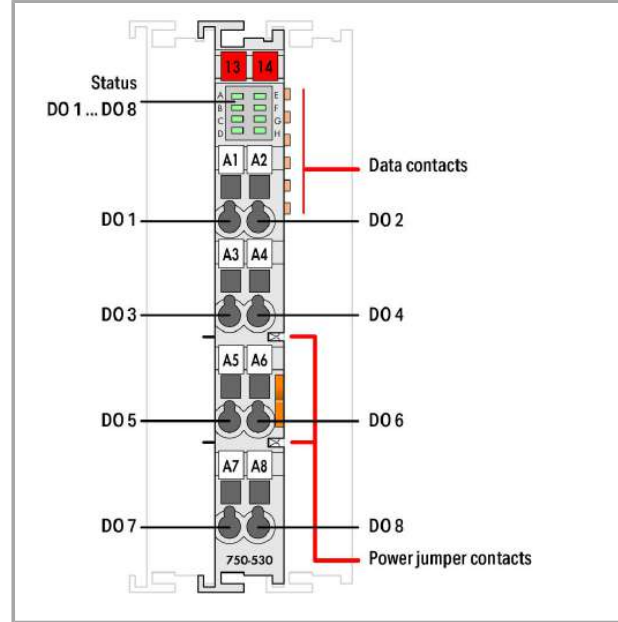 13 14
Status
DO 1 ... DO 8
A E
B F
C G
D H
A1 A2
Data contacts
DO 1 DO 2
A3 A4
DO 3 DO 4
A5 A6
DO 5 DO 6
A7 A8
DO 7 DO 8
750-530
Power jumper contacts